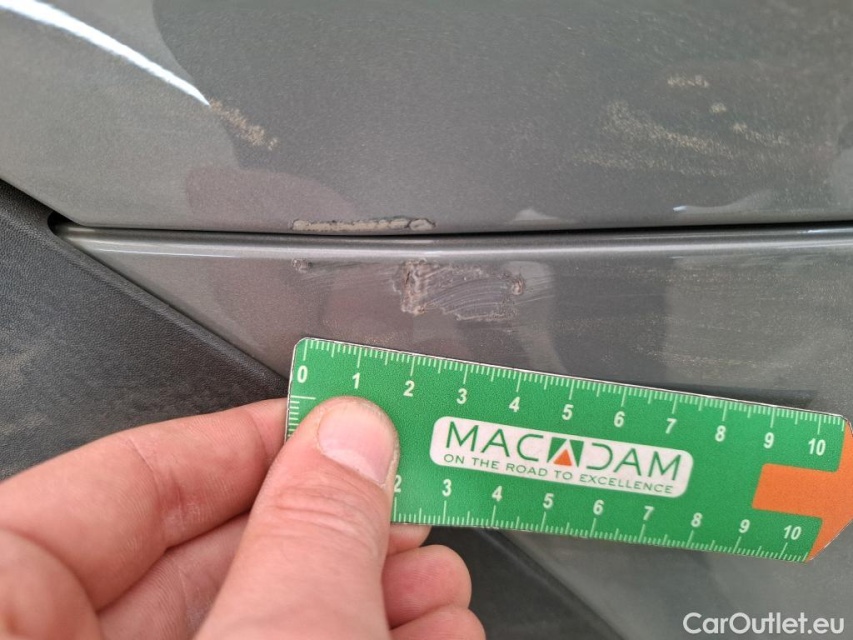 0 1 2 3 4 5 6 7 8 9 10
MACADAM
ON THE ROAD TO EXCELLENCE
2 3 4 5 6 7 8 9 10
CarOutlet.eu